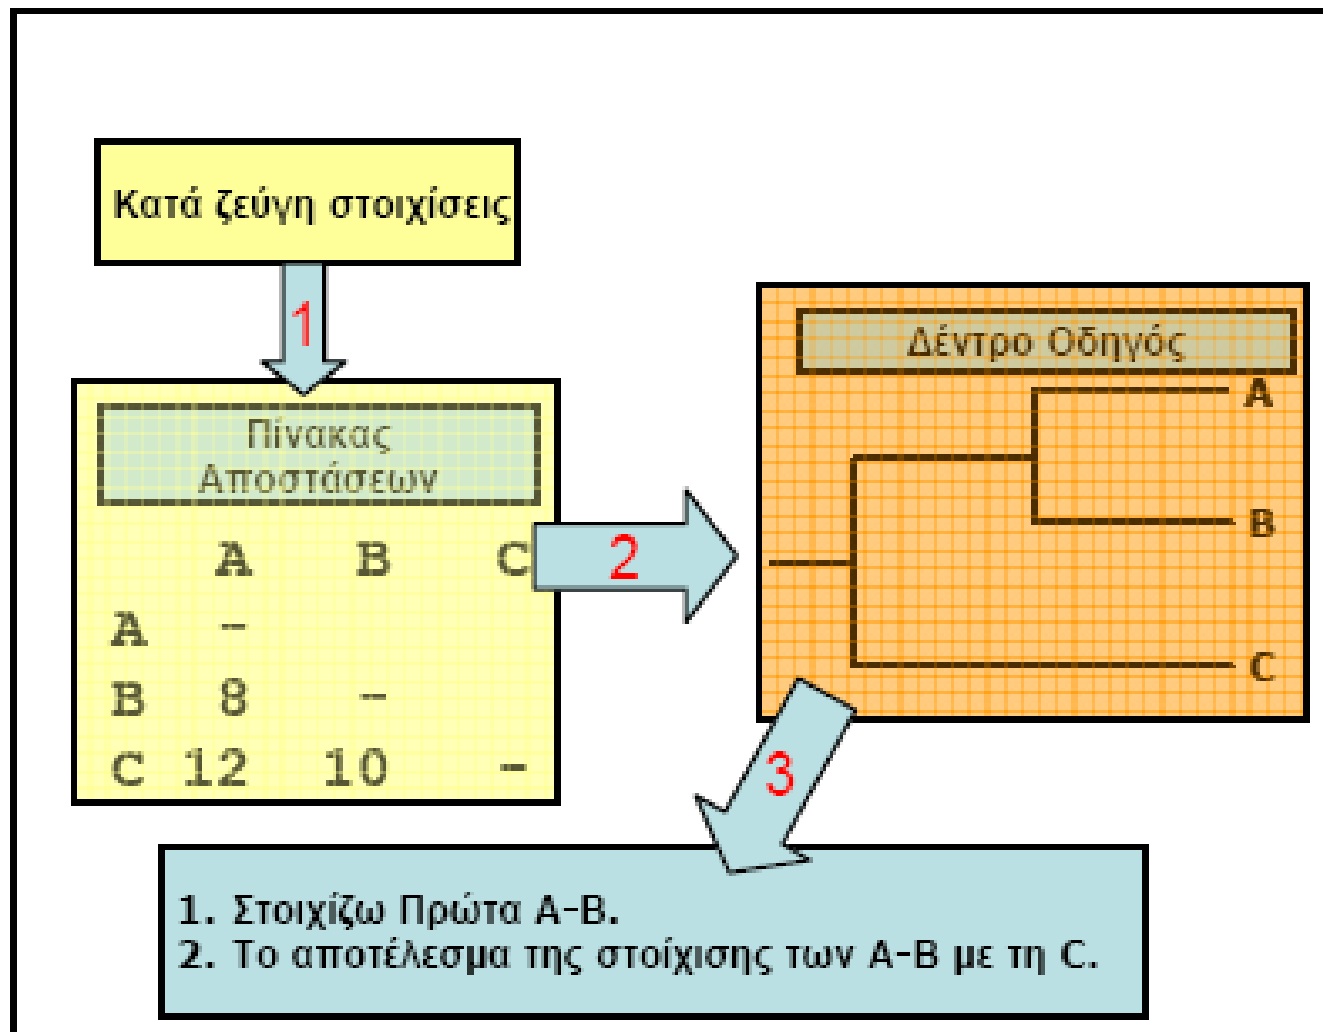 Κατά ζεύγη στοιχίσεις
1
Πίνακας
Αποστάσεων
A B C
A -
B 8 -
C 12 10 -
2
Δέντρο Οδηγός
A
B
C
3
1. Στοιχίζω Πρώτα Α-Β.
2. Το αποτέλεσμα της στοίχισης των Α-Β με τη C.